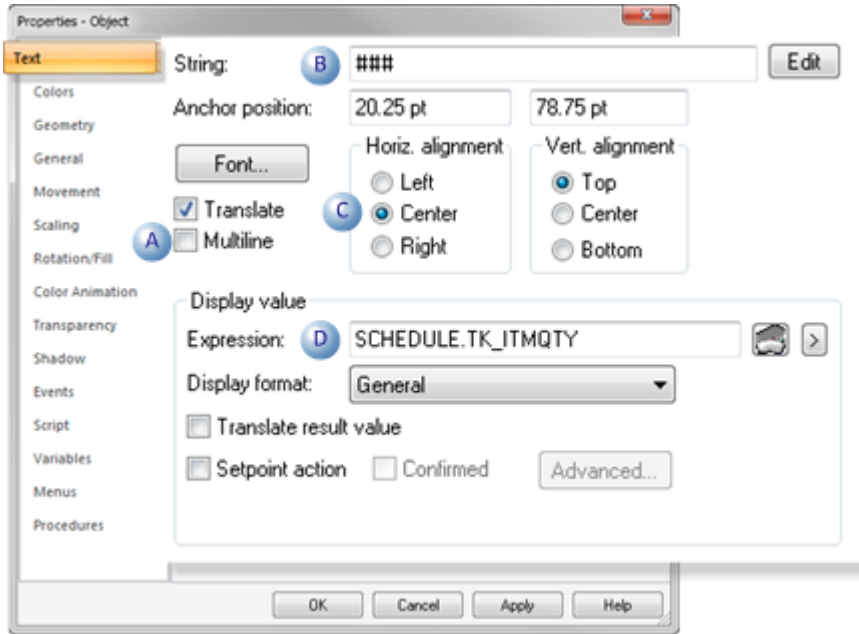 Properties - Object
Text
Colors
Geometry
General
Movement
Scaling
Rotation/Fill
Color Animation
Transparency
Shadow
Events
Script
Variables
Menus
Procedures
String: B ### Edit
Anchor position: 20.25 pt 78.75 pt
Font...
Translate
A Multiline
Horiz. alignment
Left
C Center
Right
Vert. alignment
Top
Center
Bottom
Display value
Expression: D SCHEDULE.TK_ITMQTY >
Display format: General
Translate result value
Setpoint action Confirmed Advanced...
OK Cancel Apply Help